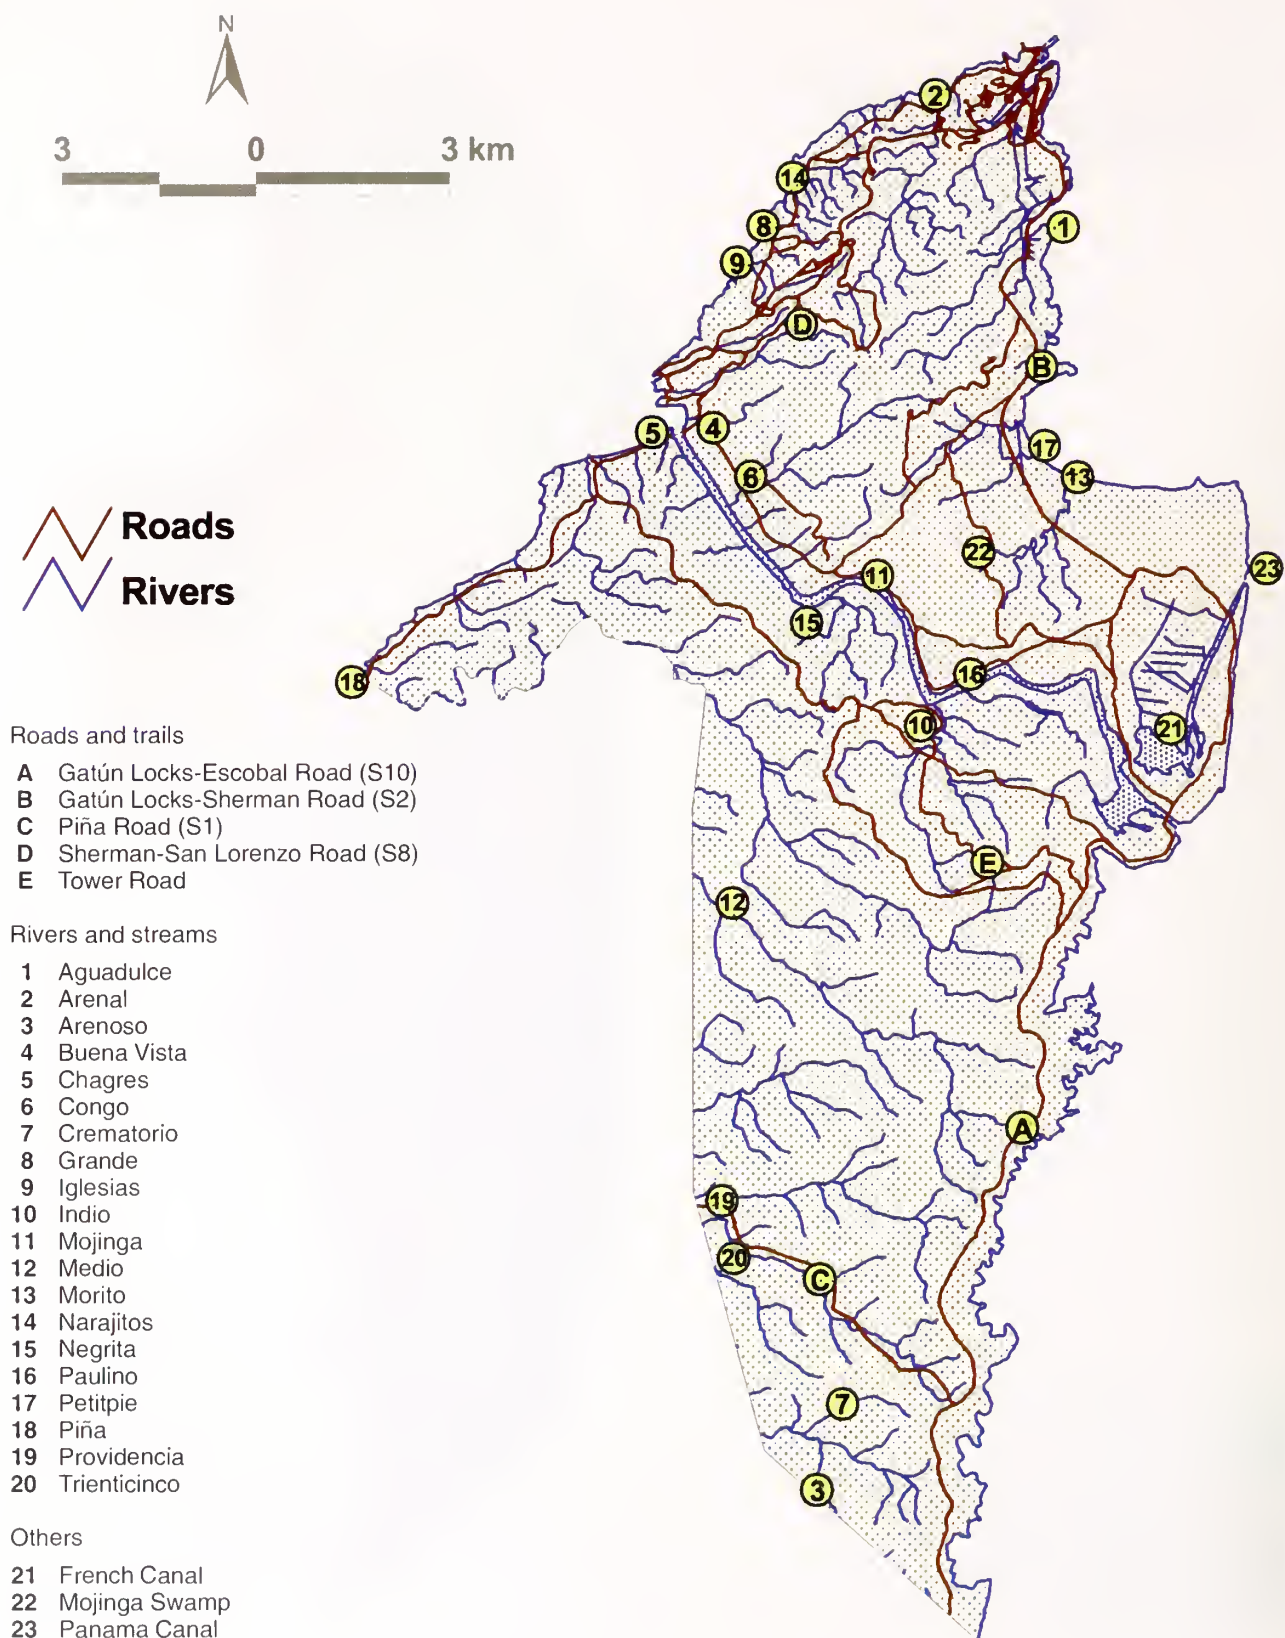 N
3 0 3 km
2
14
8
1
9
D
B
5
4
17
6
13
Roads
22
23
11
Rivers
15
16
18
10
21
Roads and trails
A Gatún Locks-Escobal Road (S10)
B Gatún Locks-Sherman Road (S2)
C Piña Road (S1)
D Sherman-San Lorenzo Road (S8)
E Tower Road
E
12
Rivers and streams
1 Aguadulce
2 Arenal
3 Arenoso
4 Buena Vista
5 Chagres
6 Congo
7 Crematorio
8 Grande
9 Iglesias
10 Indio
11 Mojinga
12 Medio
13 Morito
14 Narajitos
15 Negrita
16 Paulino
17 Petitpie
18 Piña
19 Providencia
20 Trienticinco
A
19
20
C
7
3
Others
21 French Canal
22 Mojinga Swamp
23 Panama Canal